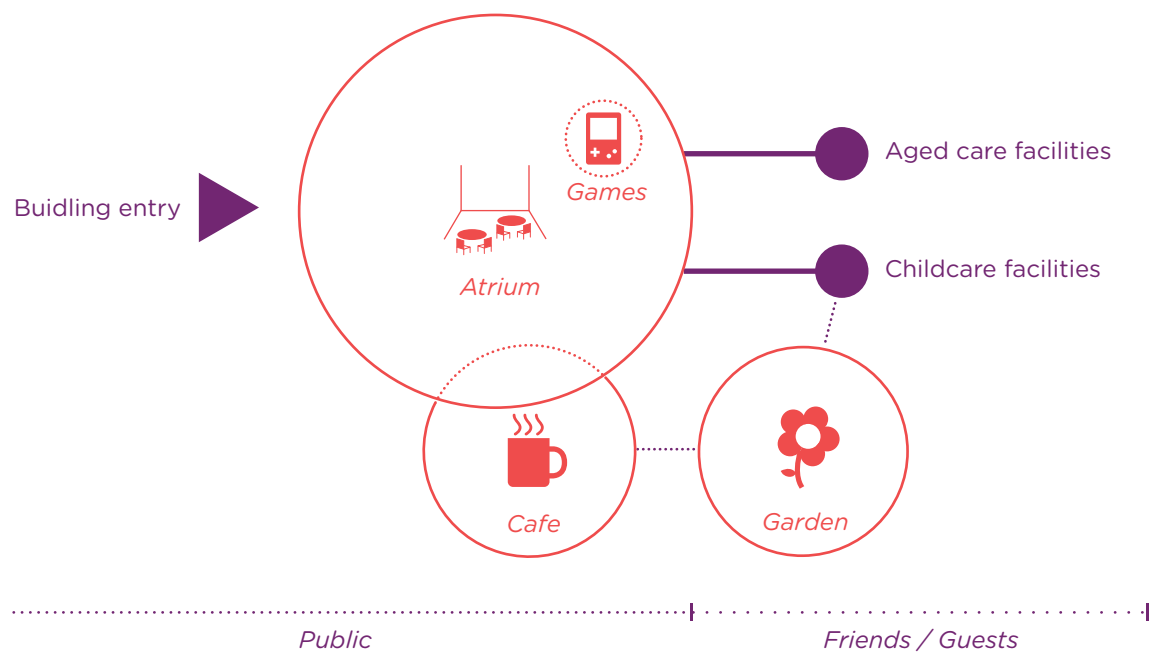 Games
Aged care facilities
Buidling entry
Atrium
Childcare facilities
Cafe
Garden
Public
Friends / Guests